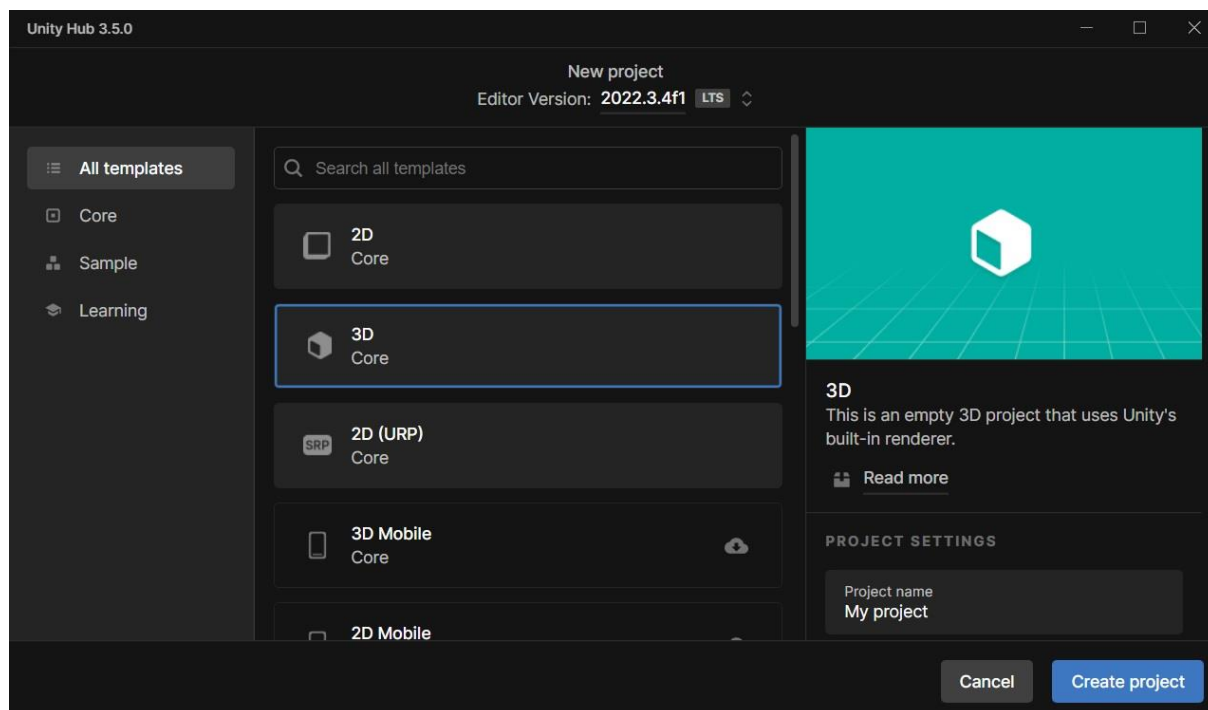 Unity Hub 3.5.0
New project
Editor Version: 2022.3.4f1 LTS
All templates
Core
Sample
Learning
Search all templates
2D
Core
3D
Core
SRP
2D (URP)
Core
3D Mobile
Core
2D Mobile
3D
This is an empty 3D project that uses Unity's
built-in renderer.
Read more
PROJECT SETTINGS
Project name
My project
Cancel
Create project